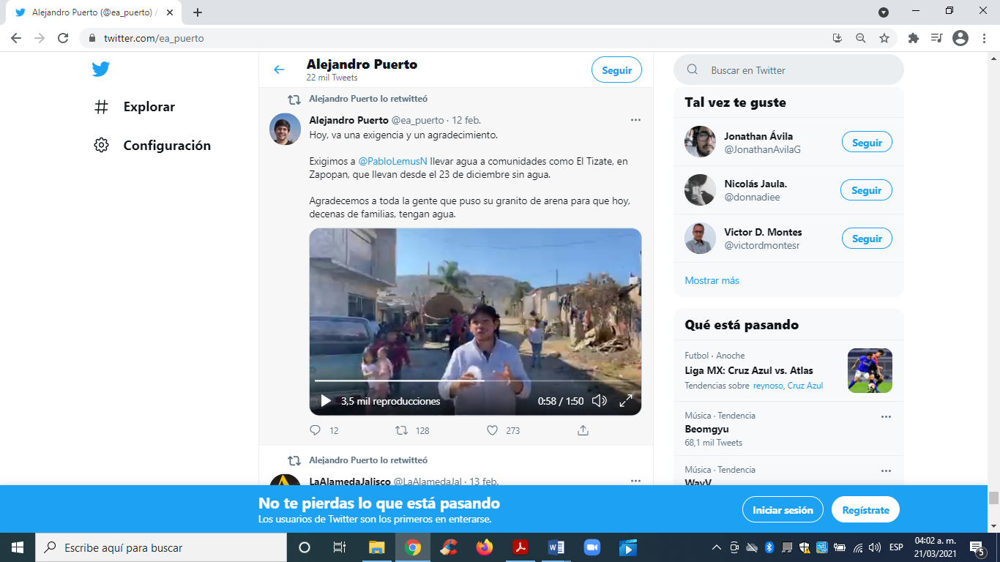 Alejandro Puerto (@ea_puerto) /
twitter.com/ea_puerto
Explorar
Configuración
Alejandro Puerto
22 mil Tweets
Seguir
Alejandro Puerto lo retwitteó
Alejandro Puerto @ea_puerto · 12 feb.
Hoy, va una exigencia y un agradecimiento.
Exigimos a @PabloLemusN llevar agua a comunidades como El Tizate, en
Zapopan, que llevan desde el 23 de diciembre sin agua.
Agradecemos a toda la gente que puso su granito de arena para que hoy,
decenas de familias, tengan agua.
3,5 mil reproducciones
0:58 / 1:50
12
128
273
Alejandro Puerto lo retwitteó
LaAlamedaJalisco @LaAlamedaJal · 13 feb.
Buscar en Twitter
Tal vez te guste
Jonathan Ávila
@JonathanAvilaG
Seguir
Nicolás Jaula.
@donnadiee
Seguir
Victor D. Montes
@victordmontesr
Seguir
Mostrar más
Qué está pasando
Futbol · Anoche
Liga MX: Cruz Azul vs. Atlas
Tendencias sobre reynoso, Cruz Azul
Música · Tendencia
Beomgyu
68,1 mil Tweets
Música · Tendencia
WayV
No te pierdas lo que está pasando
Los usuarios de Twitter son los primeros en enterarse.
Iniciar sesión
Regístrate
Escribe aquí para buscar
ESP
04:02 a. m.
21/03/2021
5